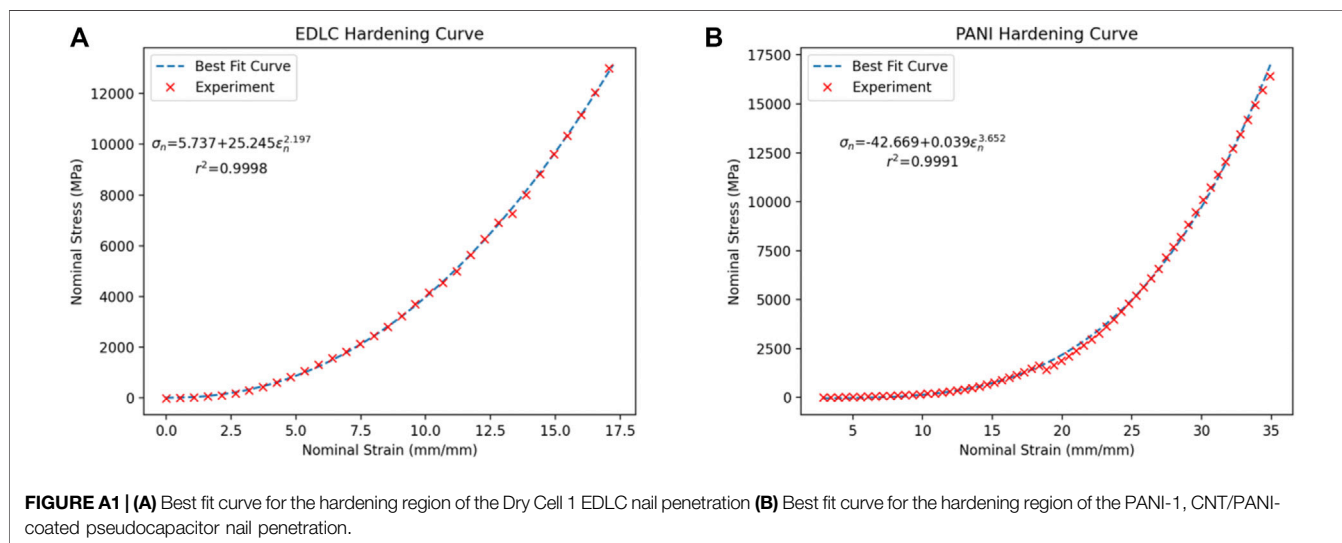 A
EDLC Hardening Curve
Best Fit Curve
Experiment
σn=5.737+25.245εn^2.197
r^2=0.9998
12000
10000
8000
6000
4000
2000
0
Nominal Stress (MPa)
0.0 2.5 5.0 7.5 10.0 12.5 15.0 17.5
Nominal Strain (mm/mm)
B
PANI Hardening Curve
Best Fit Curve
Experiment
σn=-42.669+0.039εn^3.652
r^2=0.9991
17500
15000
12500
10000
7500
5000
2500
0
Nominal Stress (MPa)
5 10 15 20 25 30 35
Nominal Strain (mm/mm)
FIGURE A1 | (A) Best fit curve for the hardening region of the Dry Cell 1 EDLC nail penetration (B) Best fit curve for the hardening region of the PANI-1, CNT/PANI-
coated pseudocapacitor nail penetration.